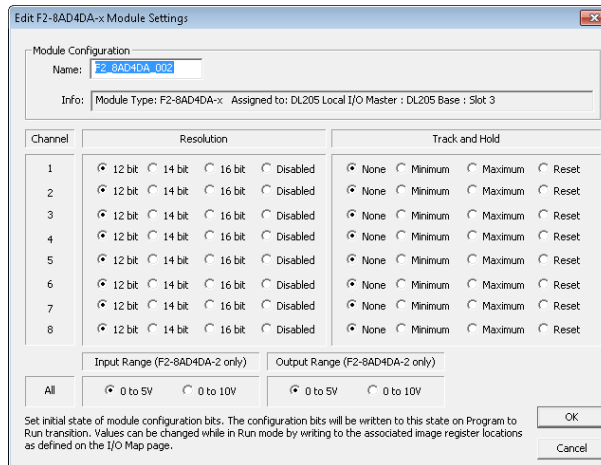 Edit F2-8AD4DA-x Module Settings
Module Configuration
Name: F2_8AD4DA_002
Info: Module Type: F2-8AD4DA-x Assigned to: DL205 Local I/O Master : DL205 Base : Slot 3
Channel Resolution Track and Hold
1 12 bit 14 bit 16 bit Disabled None Minimum Maximum Reset
2 12 bit 14 bit 16 bit Disabled None Minimum Maximum Reset
3 12 bit 14 bit 16 bit Disabled None Minimum Maximum Reset
4 12 bit 14 bit 16 bit Disabled None Minimum Maximum Reset
5 12 bit 14 bit 16 bit Disabled None Minimum Maximum Reset
6 12 bit 14 bit 16 bit Disabled None Minimum Maximum Reset
7 12 bit 14 bit 16 bit Disabled None Minimum Maximum Reset
8 12 bit 14 bit 16 bit Disabled None Minimum Maximum Reset
Input Range (F2-8AD4DA-2 only) Output Range (F2-8AD4DA-2 only)
All 0 to 5V 0 to 10V 0 to 5V 0 to 10V
Set initial state of module configuration bits. The configuration bits will be written to this state on Program to
Run transition. Values can be changed while in Run mode by writing to the associated image register locations
as defined on the I/O Map page.
OK
Cancel